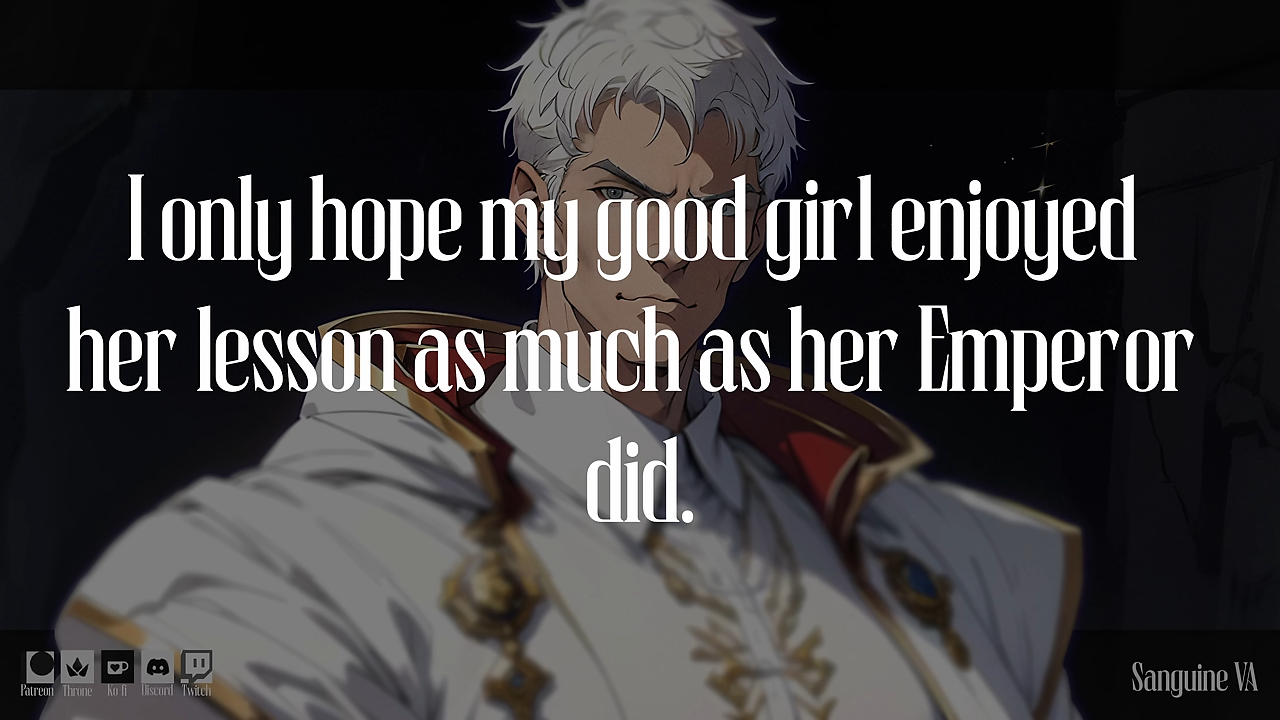 I only hope my good girl enjoyed
her lesson as much as her Emperor
did.
Patreon Throne Ko fi Discord Twitch
Sanguine VA